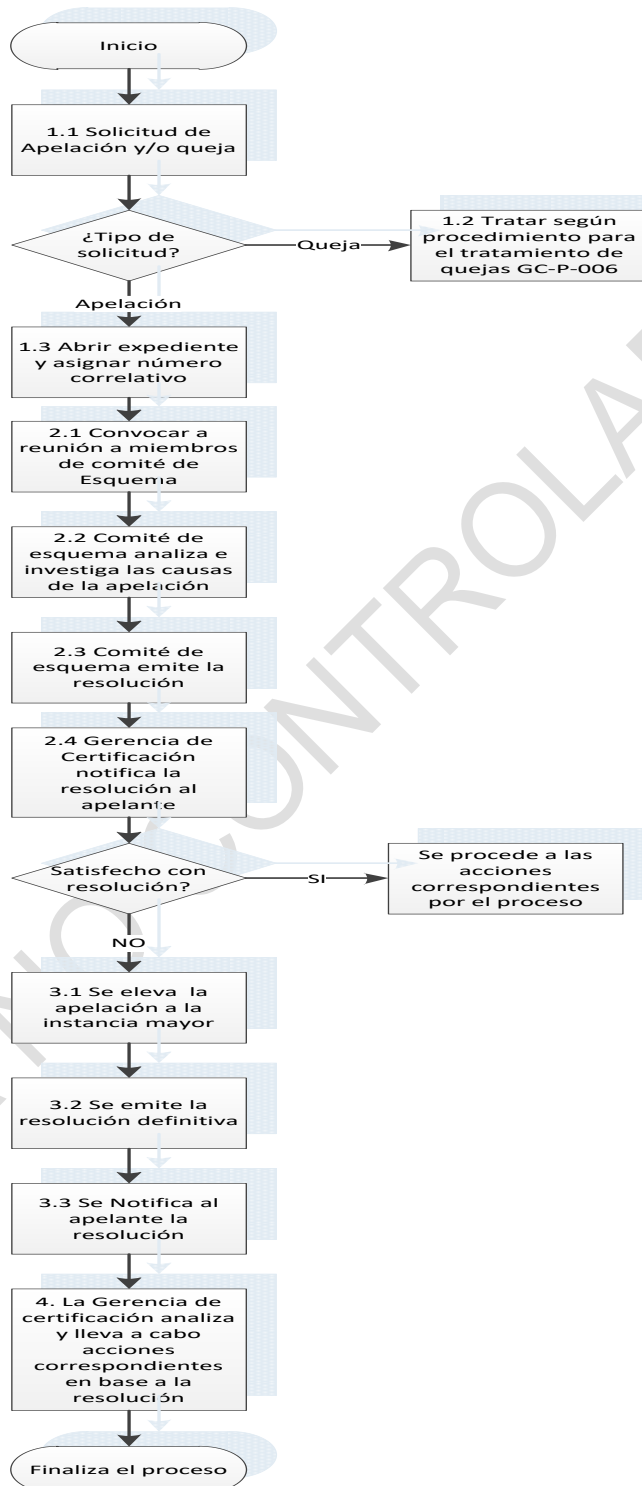 Inicio
1.1 Solicitud de
Apelación y/o queja
¿Tipo de
solicitud?
Queja
1.2 Tratar según
procedimiento para
el tratamiento de
quejas GC-P-006
Apelación
1.3 Abrir expediente
y asignar número
correlativo
2.1 Convocar a
reunión a miembros
de comité de
Esquema
2.2 Comité de
esquema analiza e
investiga las causas
de la apelación
2.3 Comité de
esquema emite la
resolución
2.4 Gerencia de
Certificación
notifica la
resolución al
apelante
Satisfecho con
resolución?
SI
Se procede a las
acciones
correspondientes
por el proceso
NO
3.1 Se eleva la
apelación a la
instancia mayor
3.2 Se emite la
resolución definitiva
3.3 Se Notifica al
apelante la
resolución
4. La Gerencia de
certificación analiza
y lleva a cabo
acciones
correspondientes
en base a la
resolución
Finaliza el proceso
NO CONTROLA